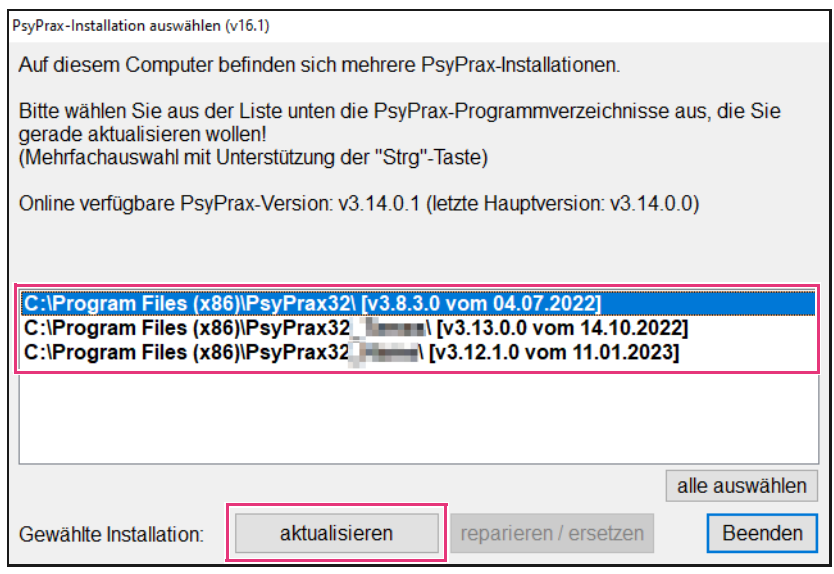 PsyPrax-Installation auswählen (v16.1)
Auf diesem Computer befinden sich mehrere PsyPrax-Installationen.
Bitte wählen Sie aus der Liste unten die PsyPrax-Programmverzeichnisse aus, die Sie
gerade aktualisieren wollen!
(Mehrfachauswahl mit Unterstützung der "Strg"-Taste)
Online verfügbare PsyPrax-Version: v3.14.0.1 (letzte Hauptversion: v3.14.0.0)
C:\Program Files (x86)\PsyPrax32\ [v3.8.3.0 vom 04.07.2022]
C:\Program Files (x86)\PsyPrax32_ \ [v3.13.0.0 vom 14.10.2022]
C:\Program Files (x86)\PsyPrax32 \ [v3.12.1.0 vom 11.01.2023]
alle auswählen
Gewählte Installation: aktualisieren reparieren / ersetzen Beenden